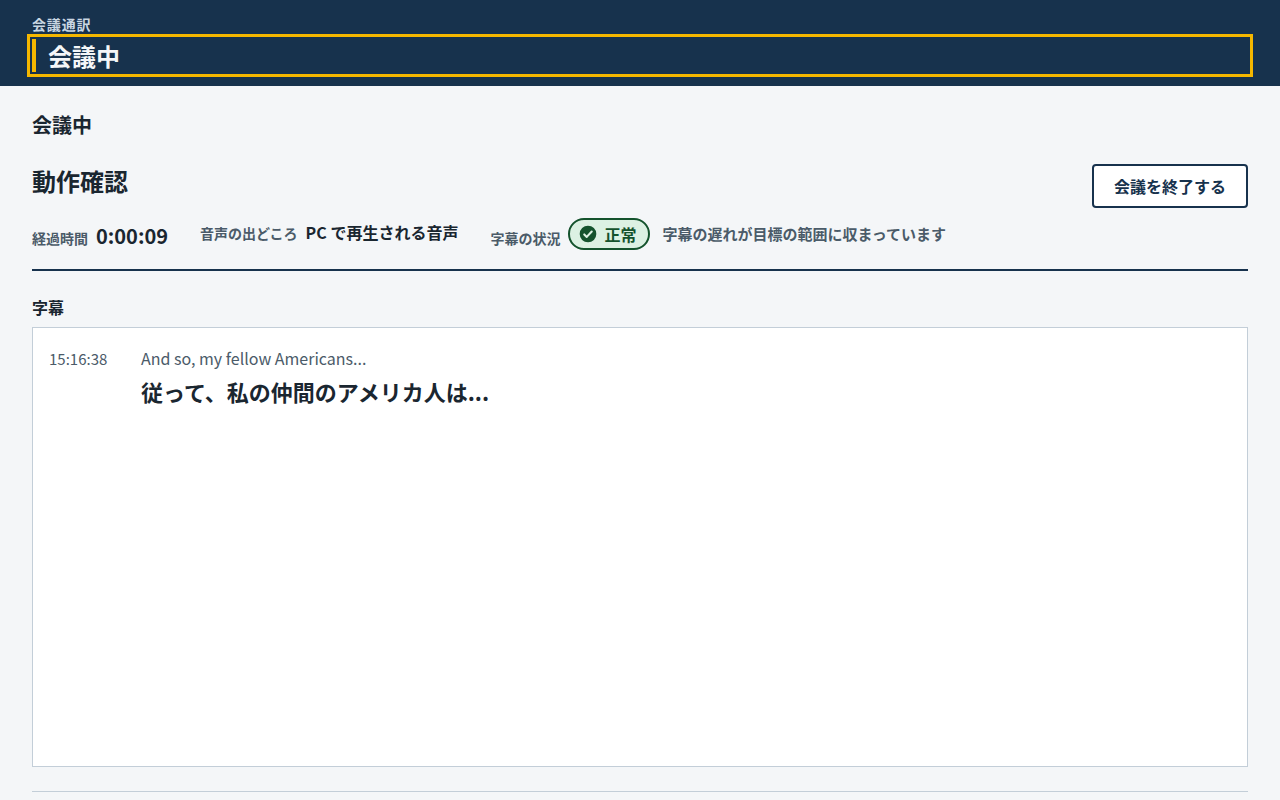 会議通訳
会議中
会議中
動作確認
会議を終了する
経過時間 0:00:09 音声の出どころ PC で再生される音声 字幕の状況 正常 字幕の遅れが目標の範囲に収まっています
字幕
15:16:38 And so, my fellow Americans...
従って、私の仲間のアメリカ人は...